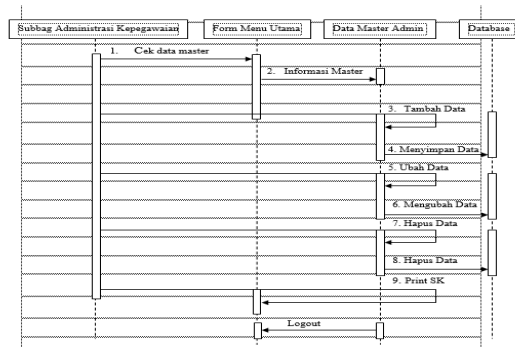 Subbag Administrasi Kepegawaian
Form Menu Utama
Data Master Admin
Database
1. Cek data master
2. Informasi Master
3. Tambah Data
4. Menyimpan Data
5. Ubah Data
6. Mengubah Data
7. Hapus Data
8. Hapus Data
9. Print SK
Logout